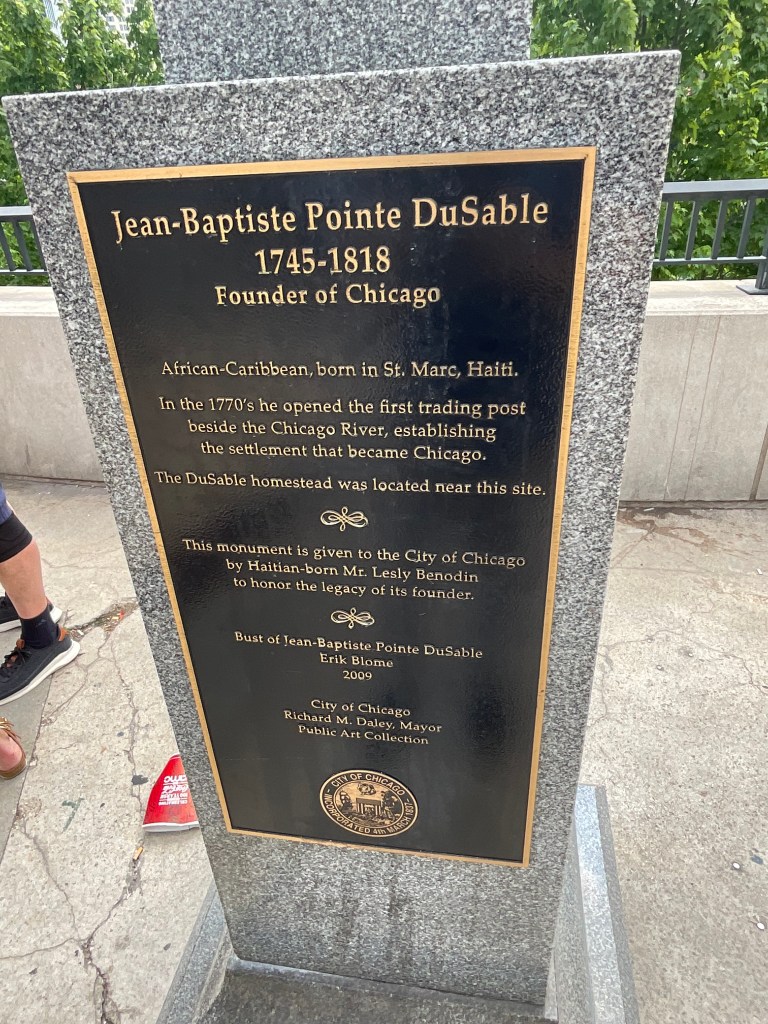 Jean-Baptiste Pointe DuSable
1745-1818
Founder of Chicago
African-Caribbean, born in St. Marc, Haiti.
In the 1770's he opened the first trading post
beside the Chicago River, establishing
the settlement that became Chicago.
The DuSable homestead was located near this site.
This monument is given to the City of Chicago
by Haitian-born Mr. Lesly Benodin
to honor the legacy of its founder.
Bust of Jean-Baptiste Pointe DuSable
Erik Blome
2009
City of Chicago
Richard M. Daley, Mayor
Public Art Collection
CITY OF CHICAGO
INCORPORATED 4th MARCH 1837